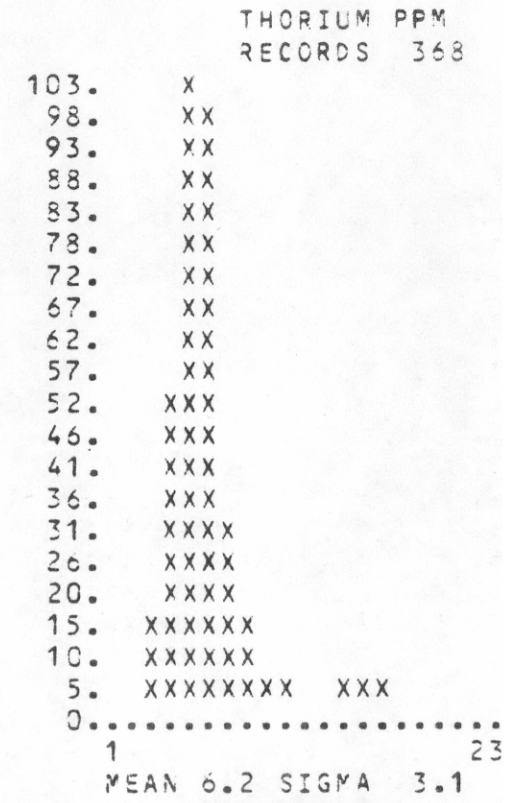 THORIUM PPM
RECORDS 368
103. X
98. XX
93. XX
88. XX
83. XX
78. XX
72. XX
67. XX
62. XX
57. XX
52. XXX
46. XXX
41. XXX
36. XXX
31. XXXX
26. XXXX
20. XXXX
15. XXXXXX
10. XXXXXX
5. XXXXXXXX XXX
0.....................
1 23
MEAN 6.2 SIGMA 3.1